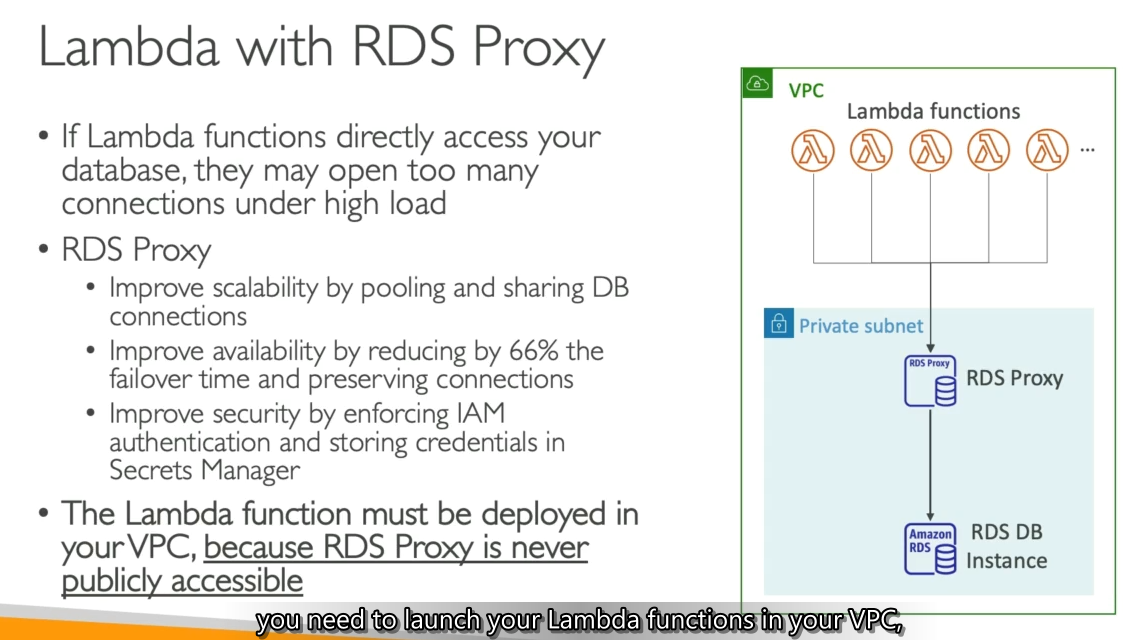 Lambda with RDS Proxy
• If Lambda functions directly access your
database, they may open too many
connections under high load
• RDS Proxy
• Improve scalability by pooling and sharing DB
connections
• Improve availability by reducing by 66% the
failover time and preserving connections
• Improve security by enforcing IAM
authentication and storing credentials in
Secrets Manager
• The Lambda function must be deployed in
your VPC, because RDS Proxy is never
publicly accessible
VPC
Lambda functions
...
Private subnet
RDS Proxy
RDS Proxy
Amazon
RDS
RDS DB
Instance
you need to launch your Lambda functions in your VPC,